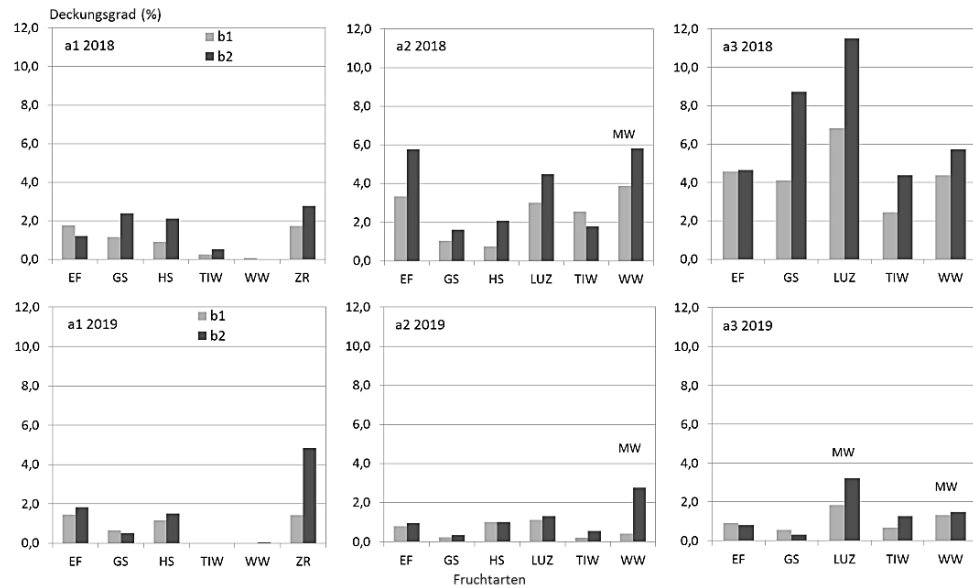 Deckungsgrad (%)
12,0
10,0
8,0
6,0
4,0
2,0
0,0
a1 2018
b1
b2
EF GS HS TIW WW ZR
12,0
10,0
8,0
6,0
4,0
2,0
0,0
a2 2018
MW
EF GS HS LUZ TIW WW
12,0
10,0
8,0
6,0
4,0
2,0
0,0
a3 2018
EF GS LUZ TIW WW
12,0
10,0
8,0
6,0
4,0
2,0
0,0
a1 2019
b1
b2
EF GS HS TIW WW ZR
12,0
10,0
8,0
6,0
4,0
2,0
0,0
a2 2019
MW
EF GS HS LUZ TIW WW
12,0
10,0
8,0
6,0
4,0
2,0
0,0
a3 2019
MW
MW
EF GS LUZ TIW WW
Fruchtarten